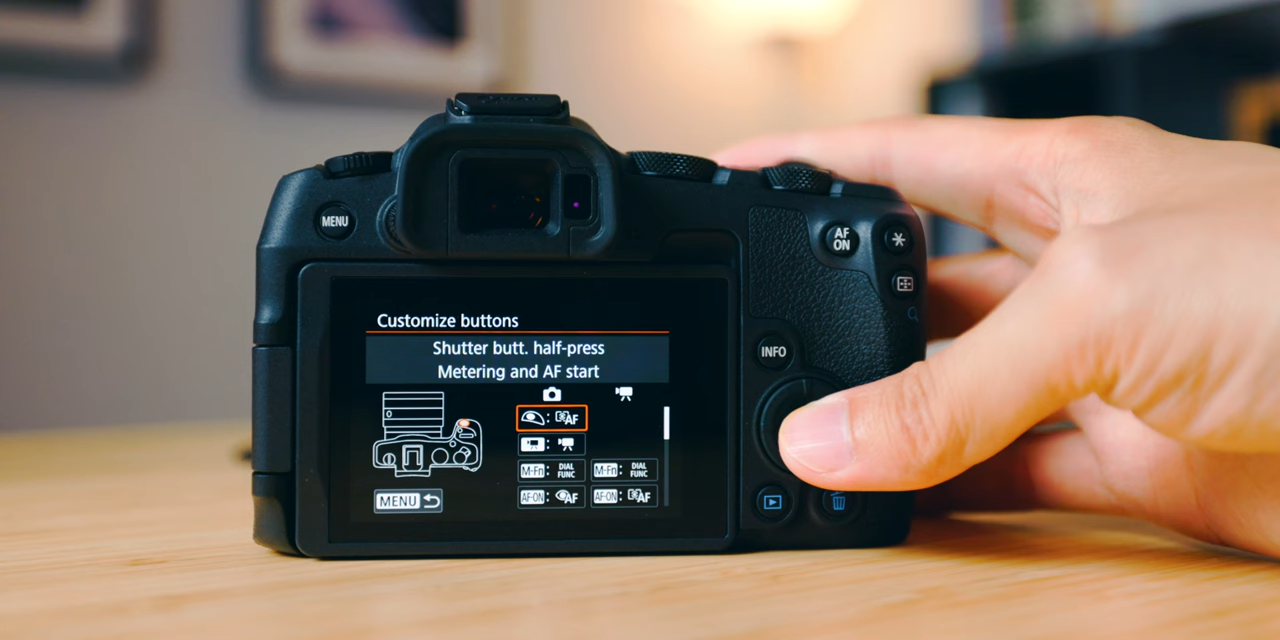 MENU
AF
ON
INFO
Customize buttons
Shutter butt. half-press
Metering and AF start
: AF
:
M-Fn : DIAL FUNC M-Fn : DIAL FUNC
AF-ON : AF AF-ON : AF
MENU